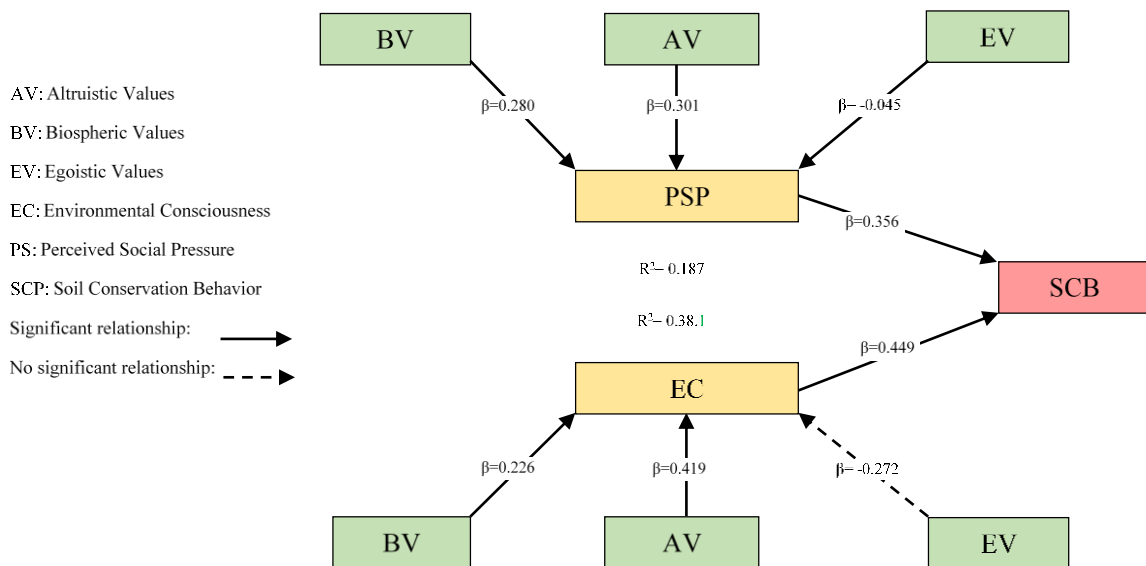 BV
AV
EV
AV: Altruistic Values
BV: Biospheric Values
EV: Egoistic Values
EC: Environmental Consciousness
PS: Perceived Social Pressure
SCP: Soil Conservation Behavior
Significant relationship:
No significant relationship:
β=0.280
β=0.301
β= -0.045
PSP
β=0.356
R²= 0.187
SCB
R²= 0.38.1
β=0.449
EC
β=0.226
β=0.419
β= -0.272
BV
AV
EV